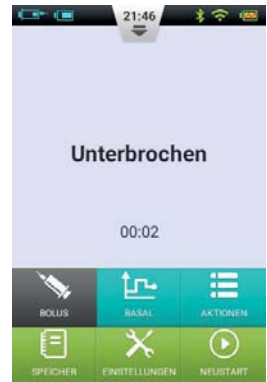 21:46
Unterbrochen
00:02
BOLUS BASAL AKTIONEN
SPEICHER EINSTELLUNGEN NEUSTART